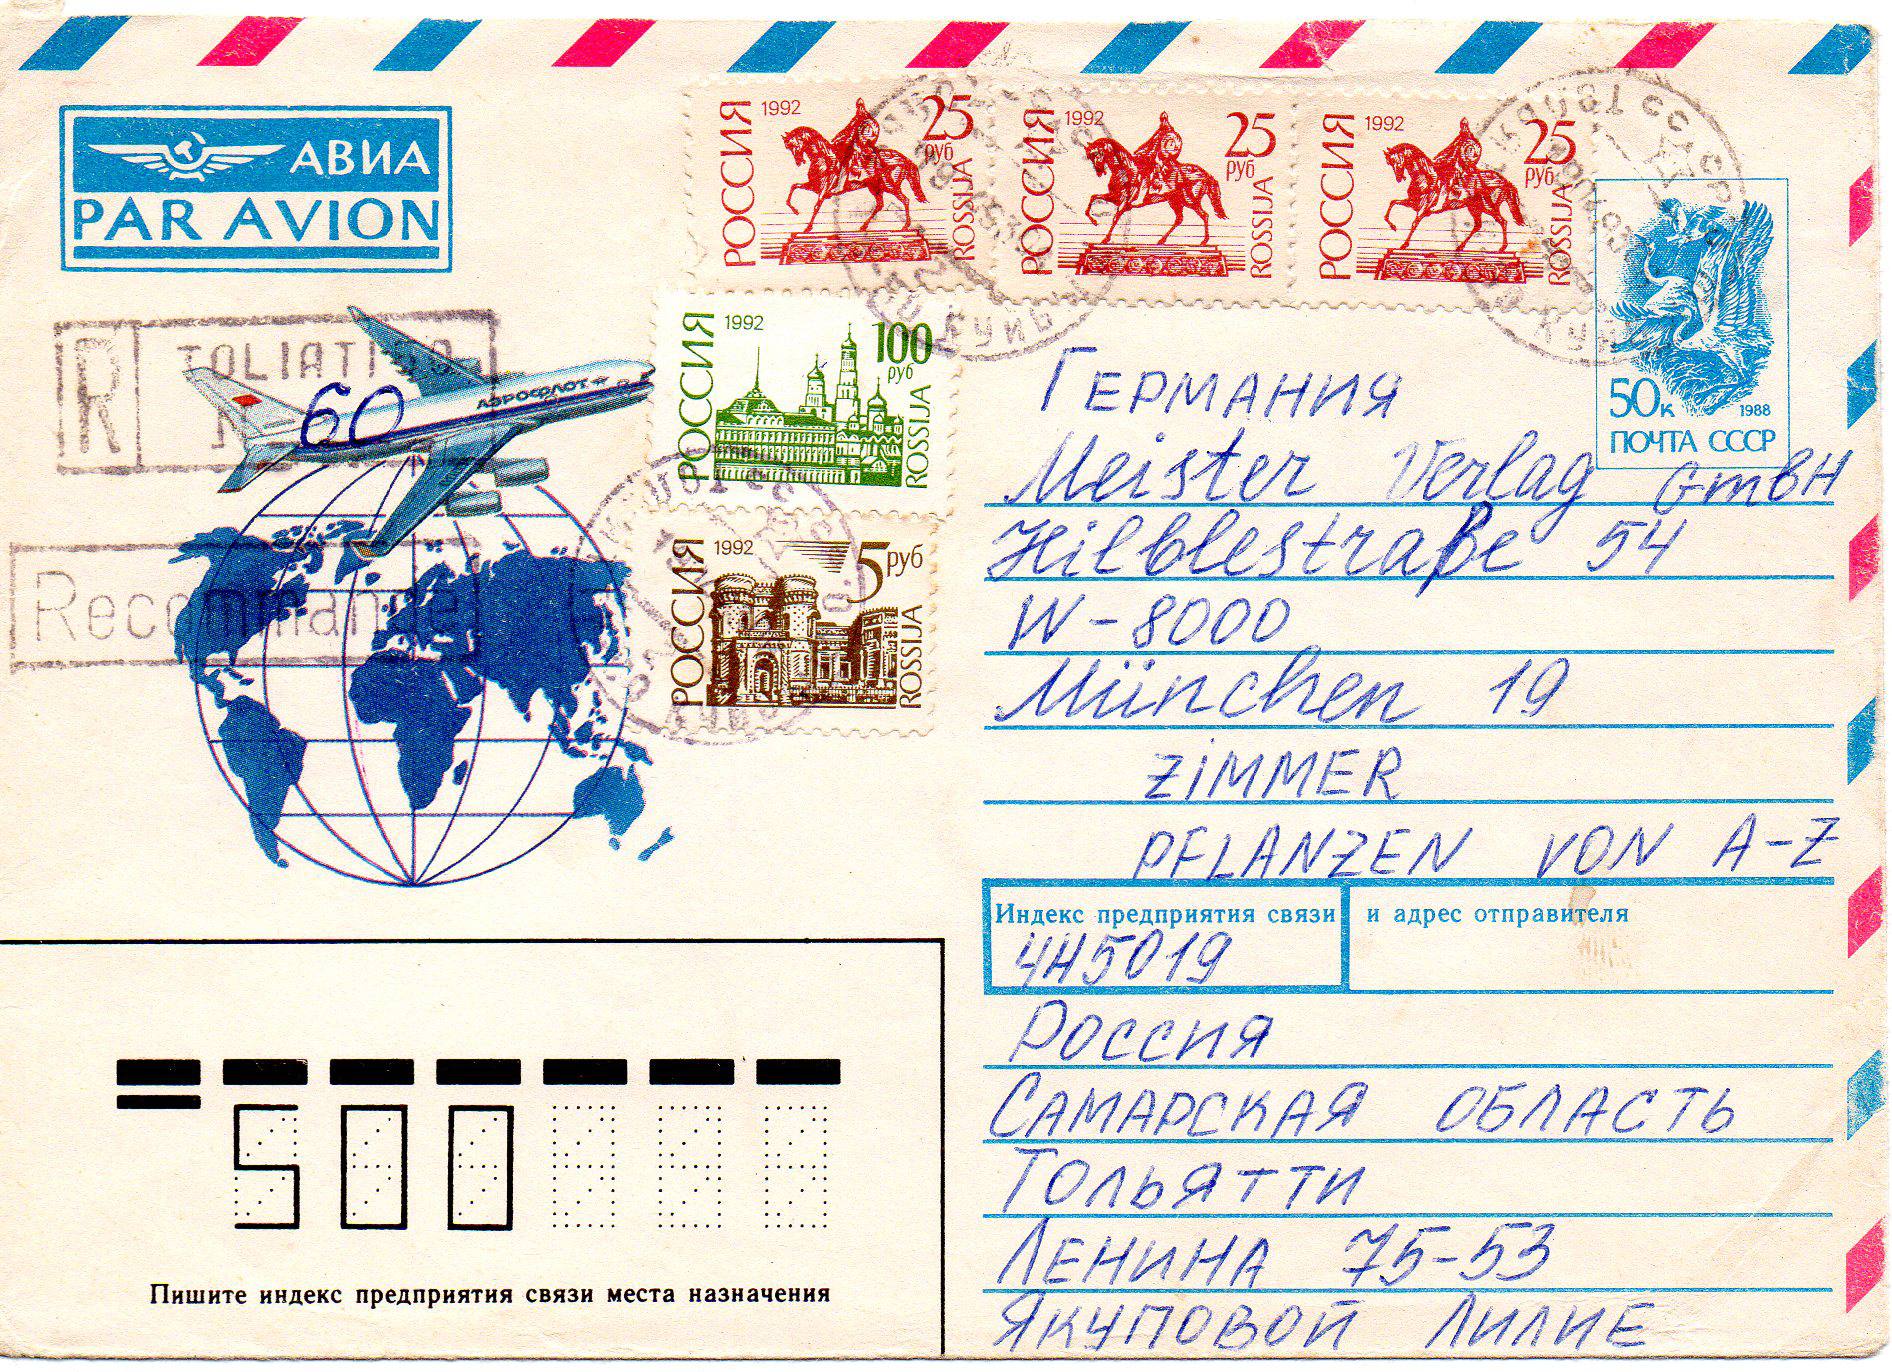 АВИА
PAR AVION
РОССИЯ 1992 25 руб ROSSIJA
РОССИЯ 1992 25 руб ROSSIJA
РОССИЯ 1992 25 руб ROSSIJA
50к 1988
ПОЧТА СССР
РОССИЯ 1992 100 руб ROSSIJA
РОССИЯ 1992 5 руб ROSSIJA
R
60
АЭРОФЛОТ
Recommandé
ГЕРМАНИЯ
Meister Verlag GmbH
Hilblestraße 54
W-8000
München 19
ZIMMER
PFLANZEN VON A-Z
Индекс предприятия связи и адрес отправителя
445019
РОССИЯ
САМАРСКАЯ ОБЛАСТЬ
ТОЛЬЯТТИ
ЛЕНИНА 75-53
ЯКУПОВОЙ ЛИЛИЕ
500
Пишите индекс предприятия связи места назначения